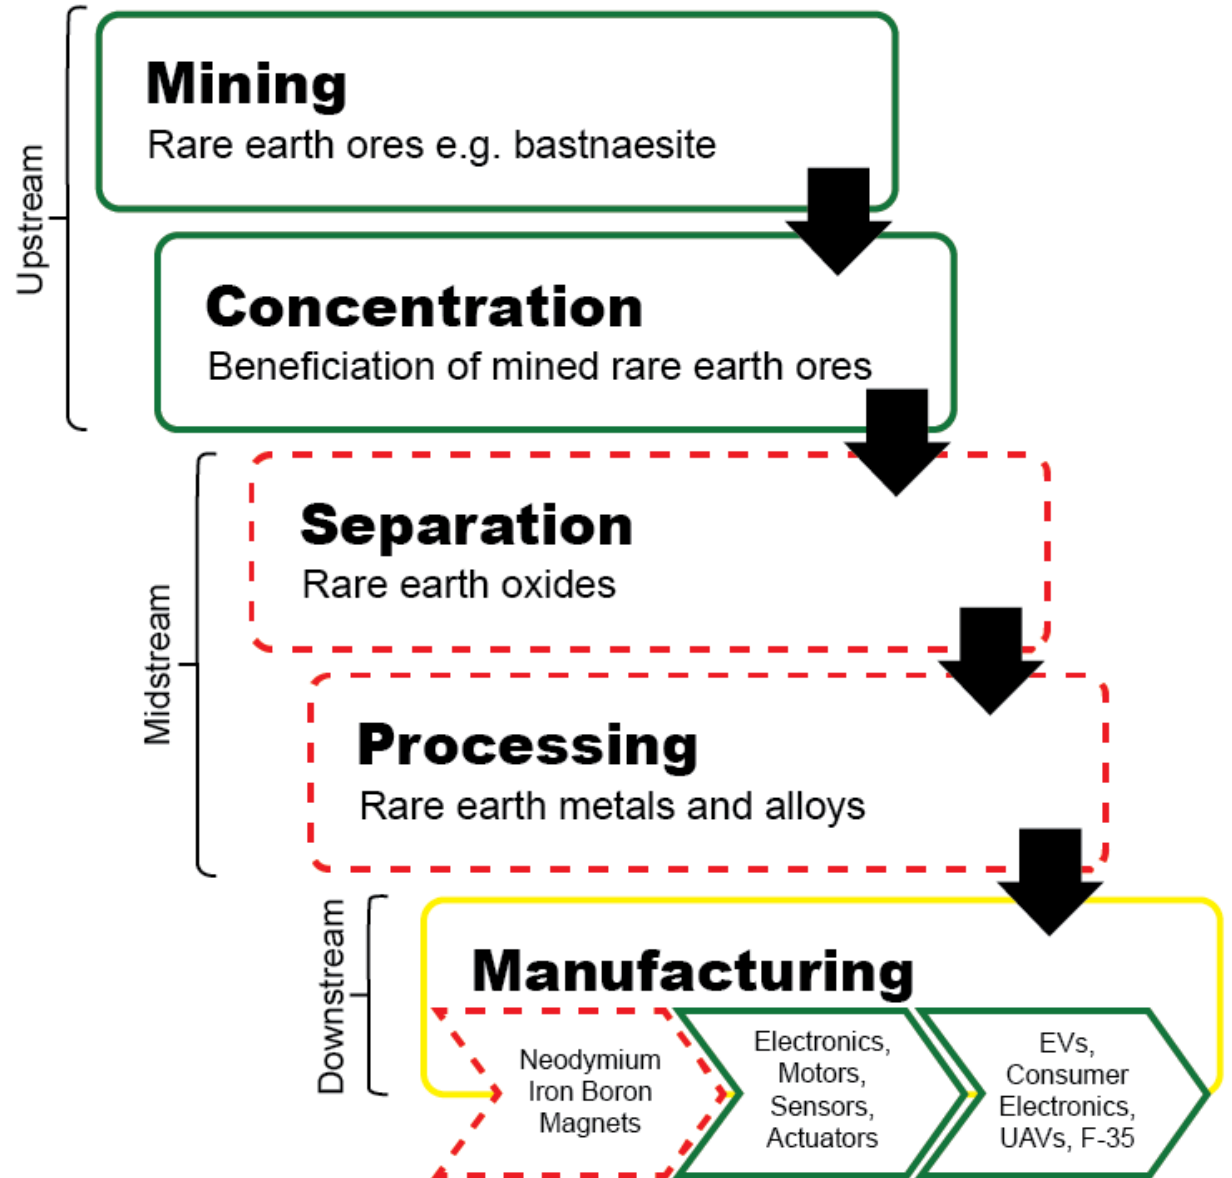 Upstream
Mining
Rare earth ores e.g. bastnaesite
Concentration
Beneficiation of mined rare earth ores
Midstream
Separation
Rare earth oxides
Processing
Rare earth metals and alloys
Downstream
Manufacturing
Neodymium
Iron Boron
Magnets
Electronics,
Motors,
Sensors,
Actuators
EVs,
Consumer
Electronics,
UAVs, F-35